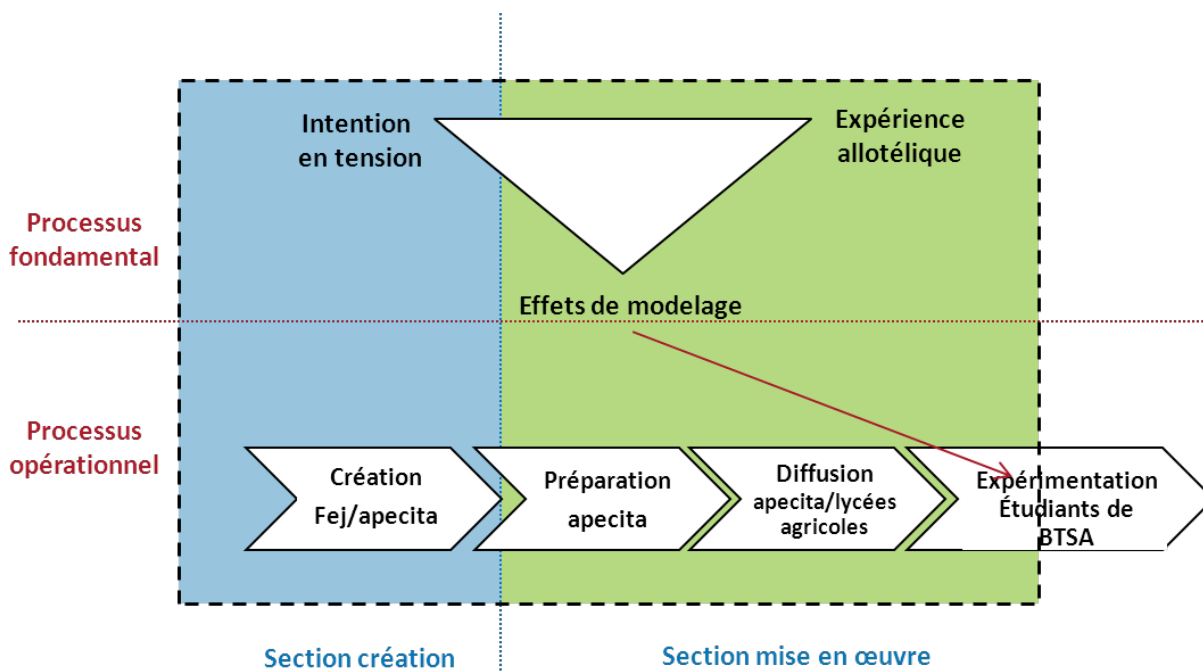 Intention
en tension
Expérience
allotélique
Processus
fondamental
Effets de modelage
Processus
opérationnel
Création
Fej/apecita
Préparation
apecita
Diffusion
apecita/lycées
agricoles
Expérimentation
Étudiants de
BTSA
Section création
Section mise en œuvre